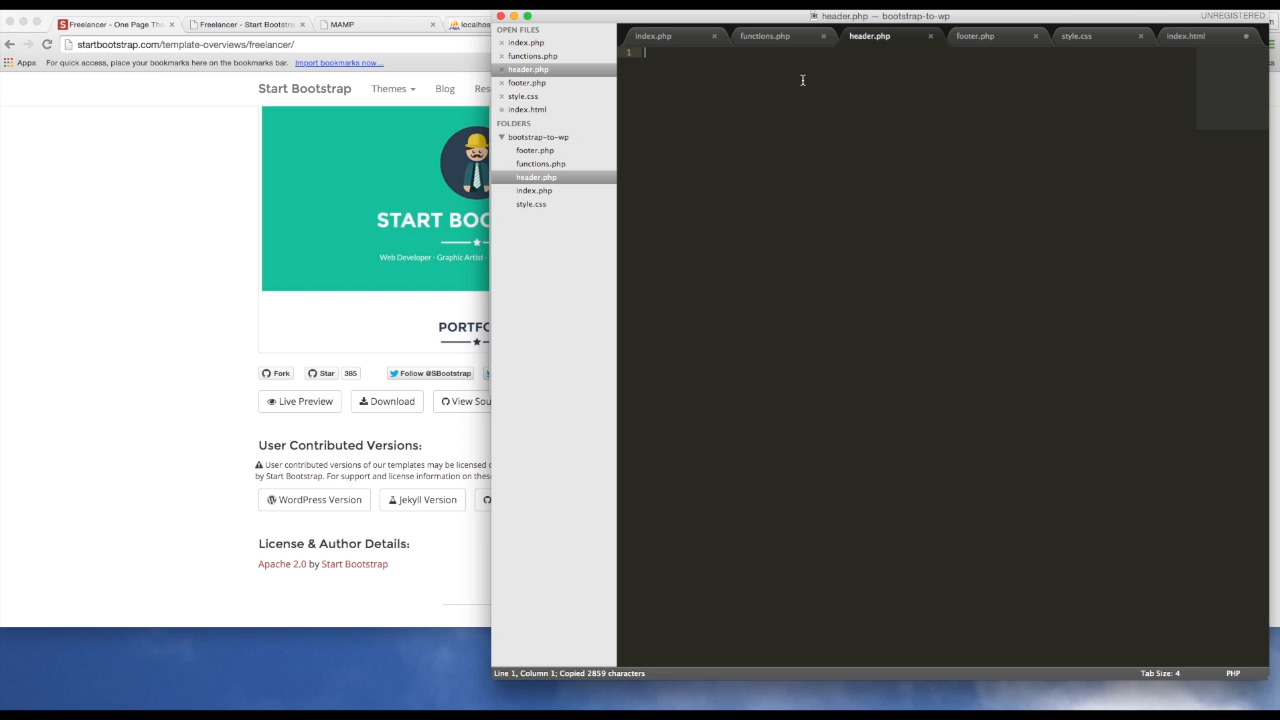 Freelancer - One Page The
Freelancer - Start Bootstra
MAMP
localhos
startbootstrap.com/template-overviews/freelancer/
Apps For quick access, place your bookmarks here on the bookmarks bar. Import bookmarks now...
Start Bootstrap Themes Blog Res
START BOO
Web Developer - Graphic Artist -
PORTFO
Fork Star 385 Follow @SBootstrap
Live Preview Download View Sou
User Contributed Versions:
User contributed versions of our templates may be licensed
by Start Bootstrap. For support and license information on thes
WordPress Version Jekyll Version
License & Author Details:
Apache 2.0 by Start Bootstrap
header.php — bootstrap-to-wp
UNREGISTERED
OPEN FILES
index.php
functions.php
header.php
footer.php
style.css
index.html
FOLDERS
bootstrap-to-wp
footer.php
functions.php
header.php
index.php
style.css
index.php functions.php header.php footer.php style.css index.html
1
Line 1, Column 1; Copied 2859 characters
Tab Size: 4 PHP